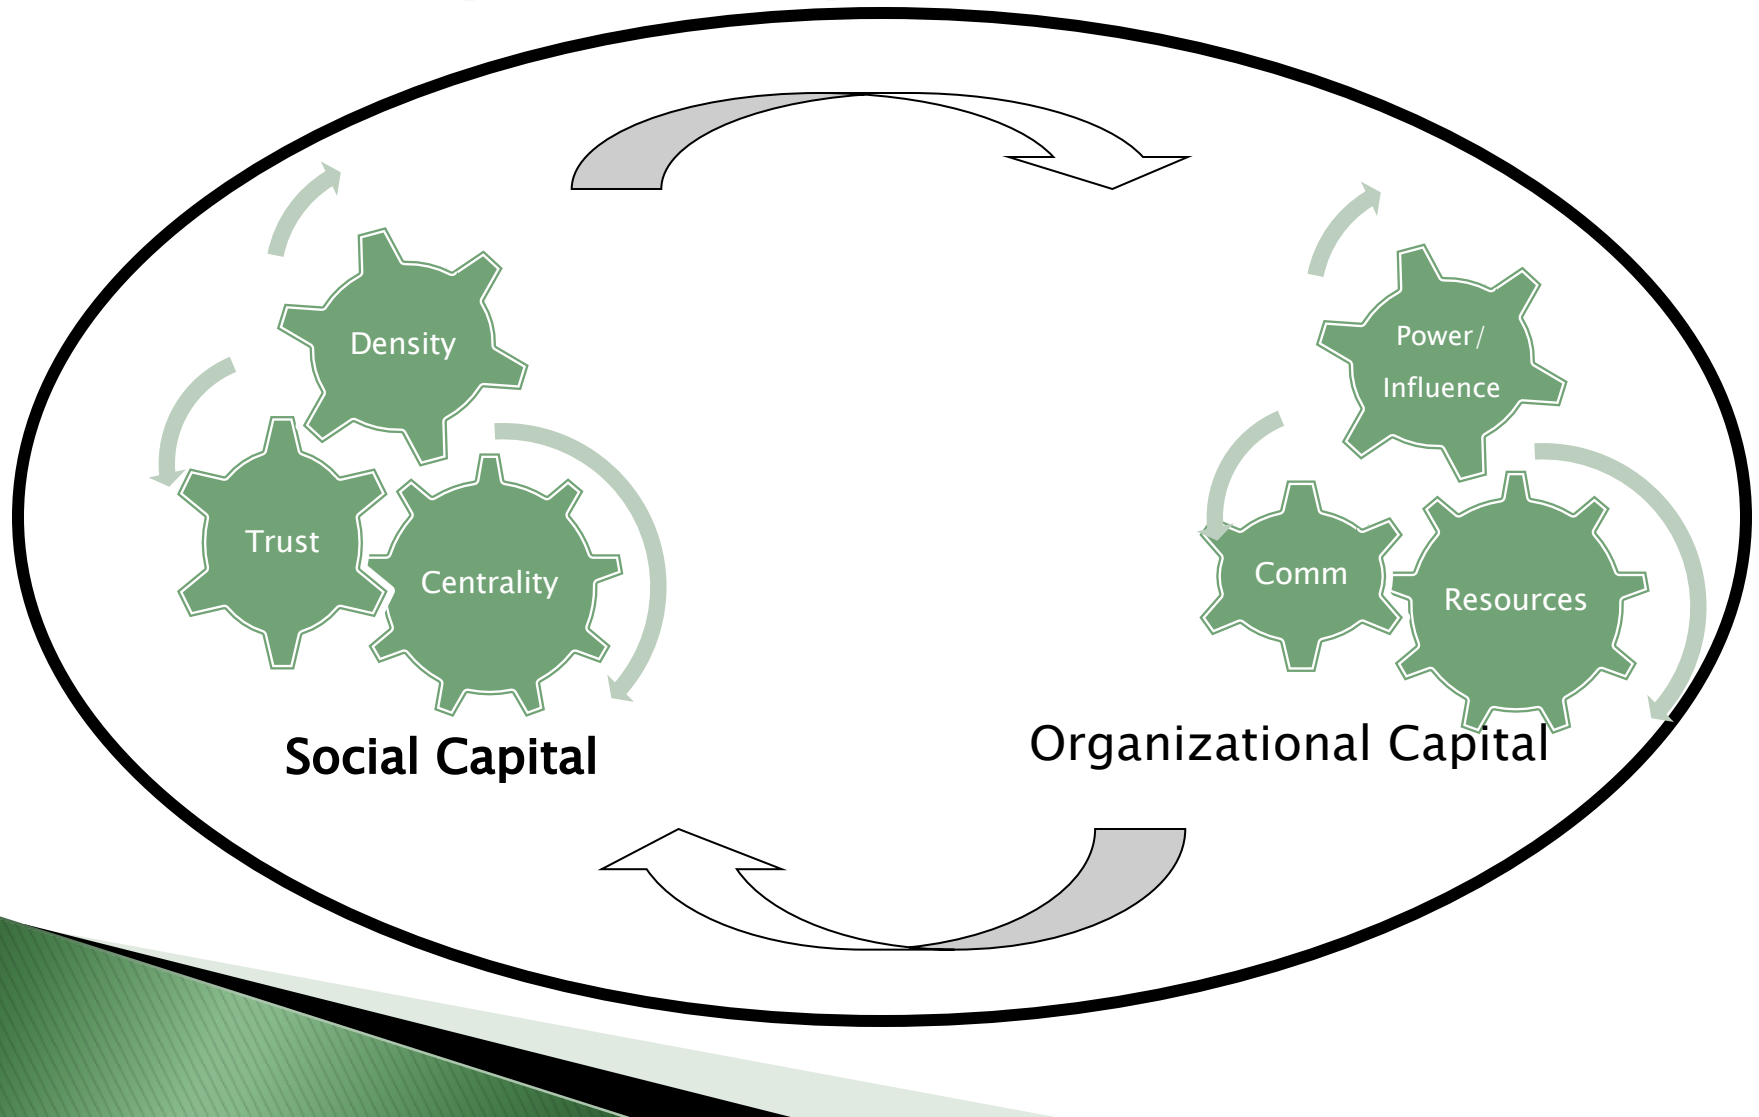 Density
Trust
Centrality
Social Capital
Power/
Influence
Comm
Resources
Organizational Capital